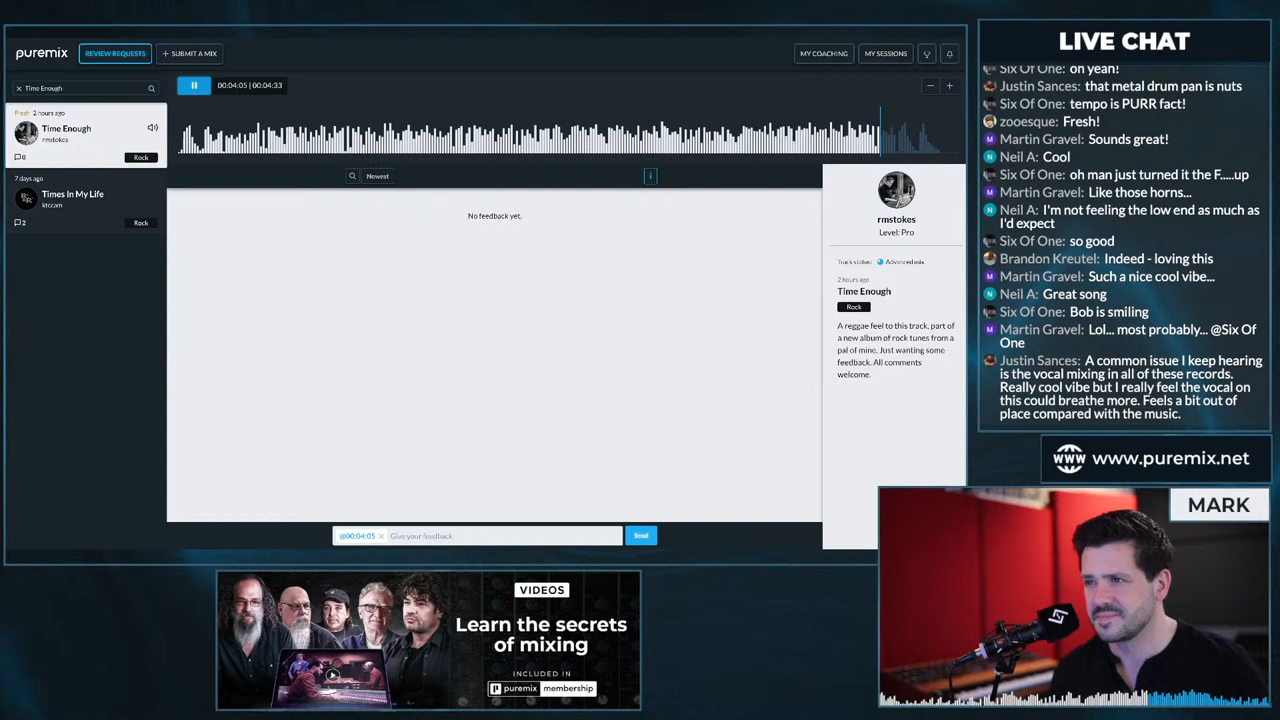 puremix
REVIEW REQUESTS
+ SUBMIT A MIX
MY COACHING
MY SESSIONS
× Time Enough
00:04:05 | 00:04:33
Fresh 2 hours ago
Time Enough
rmstokes
0
Rock
7 days ago
Times In My Life
ktccam
2
Rock
Newest
i
No feedback yet.
rmstokes
Level: Pro
Track status: Advanced mix
2 hours ago
Time Enough
Rock
A reggae feel to this track, part of
a new album of rock tunes from a
pal of mine. Just wanting some
feedback. All comments
welcome.
@00:04:05 × Give your feedback
Send
LIVE CHAT
Six Of One: oh yeah!
Justin Sances: that metal drum pan is nuts
Six Of One: tempo is PURR fact!
zooesque: Fresh!
Martin Gravel: Sounds great!
Neil A: Cool
Six Of One: oh man just turned it the F.....up
Martin Gravel: Like those horns...
Neil A: I'm not feeling the low end as much as
I'd expect
Six Of One: so good
Brandon Kreutel: Indeed - loving this
Martin Gravel: Such a nice cool vibe...
Neil A: Great song
Six Of One: Bob is smiling
Martin Gravel: Lol... most probably... @Six Of
One
Justin Sances: A common issue I keep hearing
is the vocal mixing in all of these records.
Really cool vibe but I really feel the vocal on
this could breathe more. Feels a bit out of
place compared with the music.
WWW www.puremix.net
MARK
VIDEOS
Learn the secrets
of mixing
INCLUDED IN
puremix membership